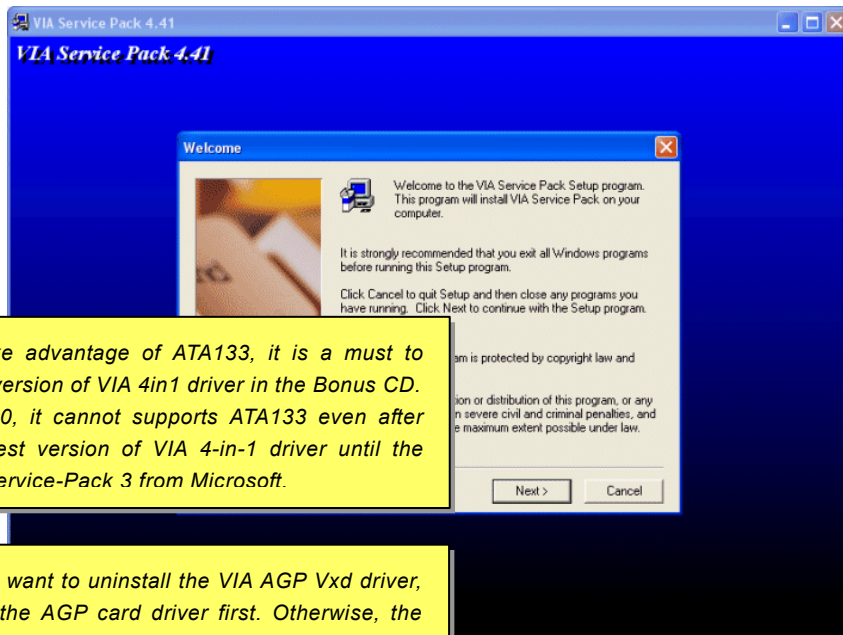 VIA Service Pack 4.41
VIA Service Pack 4.41
Welcome
Welcome to the VIA Service Pack Setup program.
This program will install VIA Service Pack on your
computer.
It is strongly recommended that you exit all Windows programs
before running this Setup program.
Click Cancel to quit Setup and then close any programs you
have running. Click Next to continue with the Setup program.
am is protected by copyright law and
ion or distribution of this program, or any
n severe civil and criminal penalties, and
e maximum extent possible under law.
Next >
Cancel
e advantage of ATA133, it is a must to
version of VIA 4in1 driver in the Bonus CD.
0, it cannot supports ATA133 even after
est version of VIA 4-in-1 driver until the
ervice-Pack 3 from Microsoft.
want to uninstall the VIA AGP Vxd driver,
the AGP card driver first. Otherwise, the